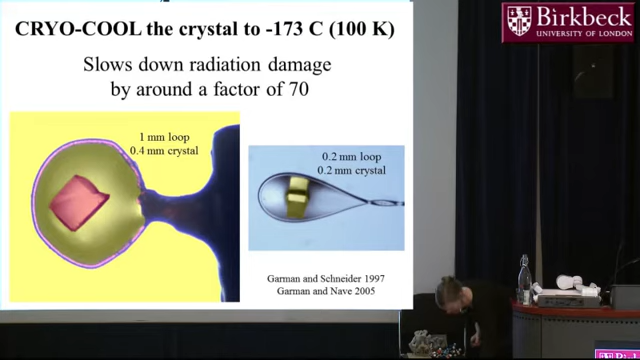 CRYO-COOL the crystal to -173 C (100 K)
Slows down radiation damage
by around a factor of 70
1 mm loop
0.4 mm crystal
0.2 mm loop
0.2 mm crystal
Garman and Schneider 1997
Garman and Nave 2005
Birkbeck
UNIVERSITY OF LONDON